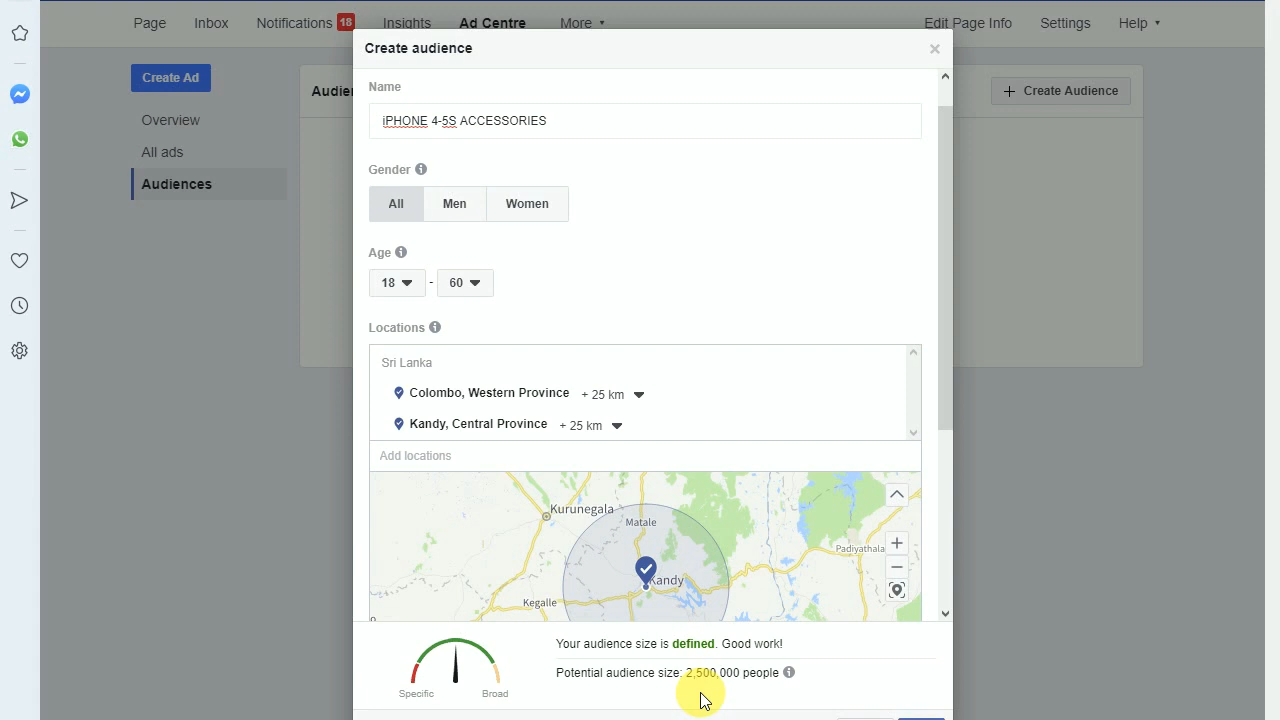 Page Inbox Notifications 18 Insights Ad Centre More Edit Page Info Settings Help
Create audience
Create Ad
Overview
All ads
Audiences
Audien
+ Create Audience
Name
iPHONE 4-5S ACCESSORIES
Gender
All Men Women
Age
18 - 60
Locations
Sri Lanka
Colombo, Western Province + 25 km
Kandy, Central Province + 25 km
Add locations
Kurunegala
Matale
Padiyathala
Kandy
Kegalle
Your audience size is defined. Good work!
Potential audience size: 2,500,000 people
Specific Broad